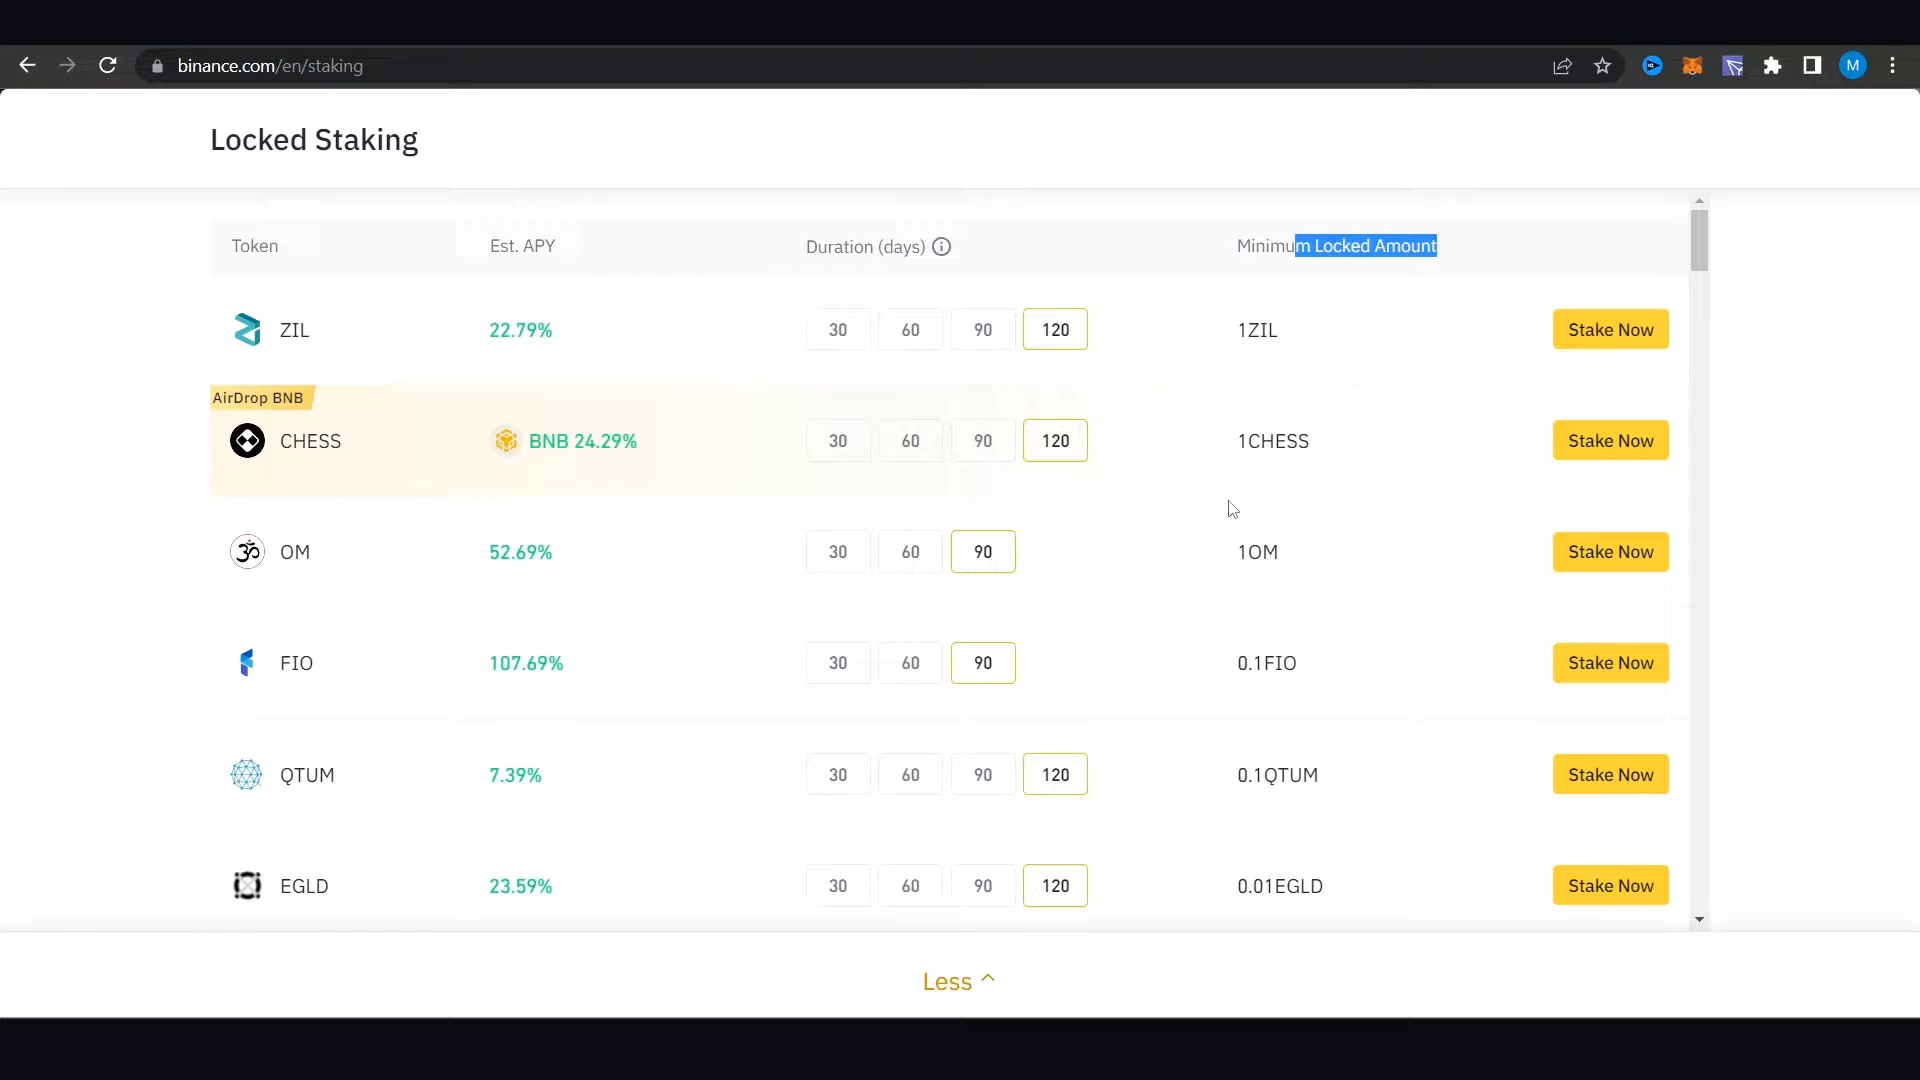 binance.com/en/staking
M
Locked Staking
Token Est. APY Duration (days) Minimum Locked Amount
ZIL 22.79% 30 60 90 120 1ZIL Stake Now
AirDrop BNB
CHESS BNB 24.29% 30 60 90 120 1CHESS Stake Now
OM 52.69% 30 60 90 1OM Stake Now
FIO 107.69% 30 60 90 0.1FIO Stake Now
QTUM 7.39% 30 60 90 120 0.1QTUM Stake Now
EGLD 23.59% 30 60 90 120 0.01EGLD Stake Now
Less